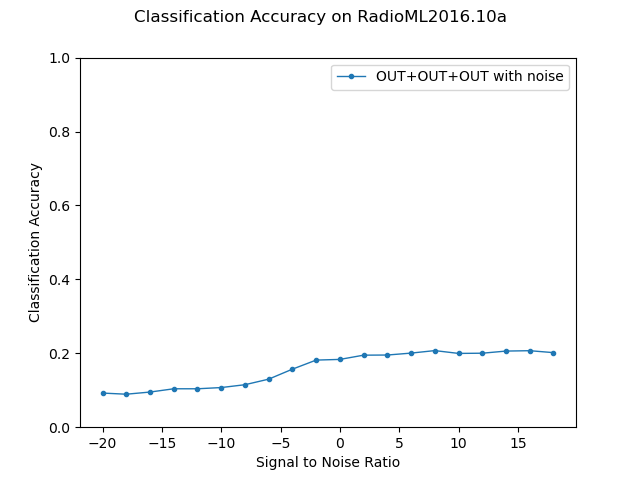 Classification Accuracy on RadioML2016.10a
OUT+OUT+OUT with noise
1.0
0.8
0.6
0.4
0.2
0.0
Classification Accuracy
−20 −15 −10 −5 0 5 10 15
Signal to Noise Ratio